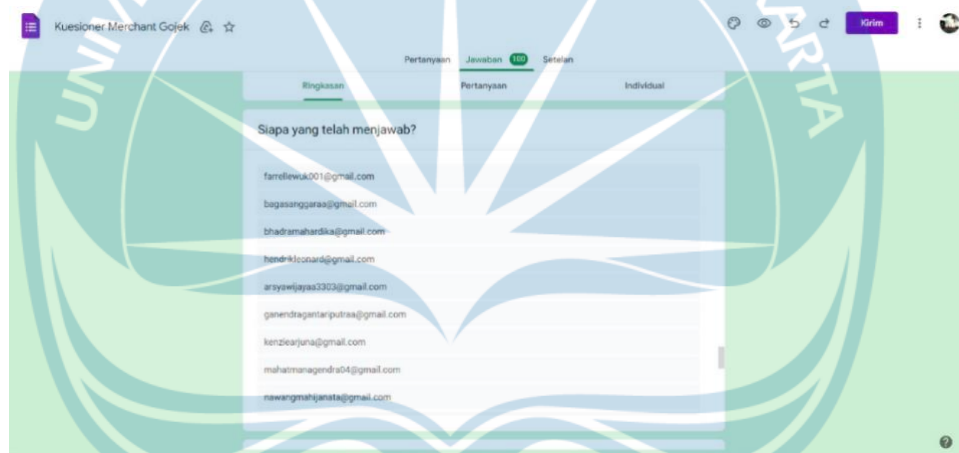 Kuesioner Merchant Gojek
Kirim
Pertanyaan Jawaban 100 Setelan
Ringkasan Pertanyaan Individual
Siapa yang telah menjawab?
farrellewuk001@gmail.com
bagasanggaraa@gmail.com
bhadramahardika@gmail.com
hendrikleonard@gmail.com
arsyawijayaa3303@gmail.com
ganendragantariputraa@gmail.com
kenziearjuna@gmail.com
mahatmanagendra04@gmail.com
nawangmahijanata@gmail.com